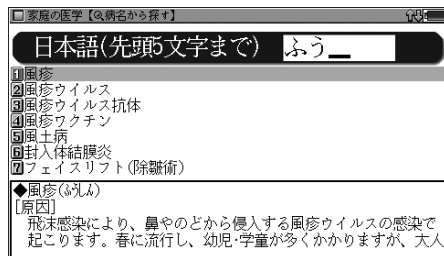 家庭の医学【🔍病名から探す】
日本語(先頭5文字まで) ふう
1風疹
2風疹ウイルス
3風疹ウイルス抗体
4風疹ワクチン
5風土病
6封入体結膜炎
7フェイスリフト(除皺術)
◆風疹(ふうしん)
[原因]
飛沫感染により、鼻やのどから侵入する風疹ウイルスの感染で
起こります。春に流行し、幼児・学童が多くかかりますが、大人